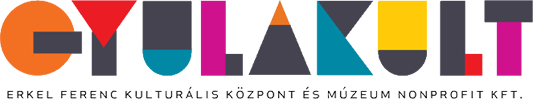 GYULAKULT
ERKEL FERENC KULTURÁLIS KÖZPONT ÉS MÚZEUM NONPROFIT KFT.